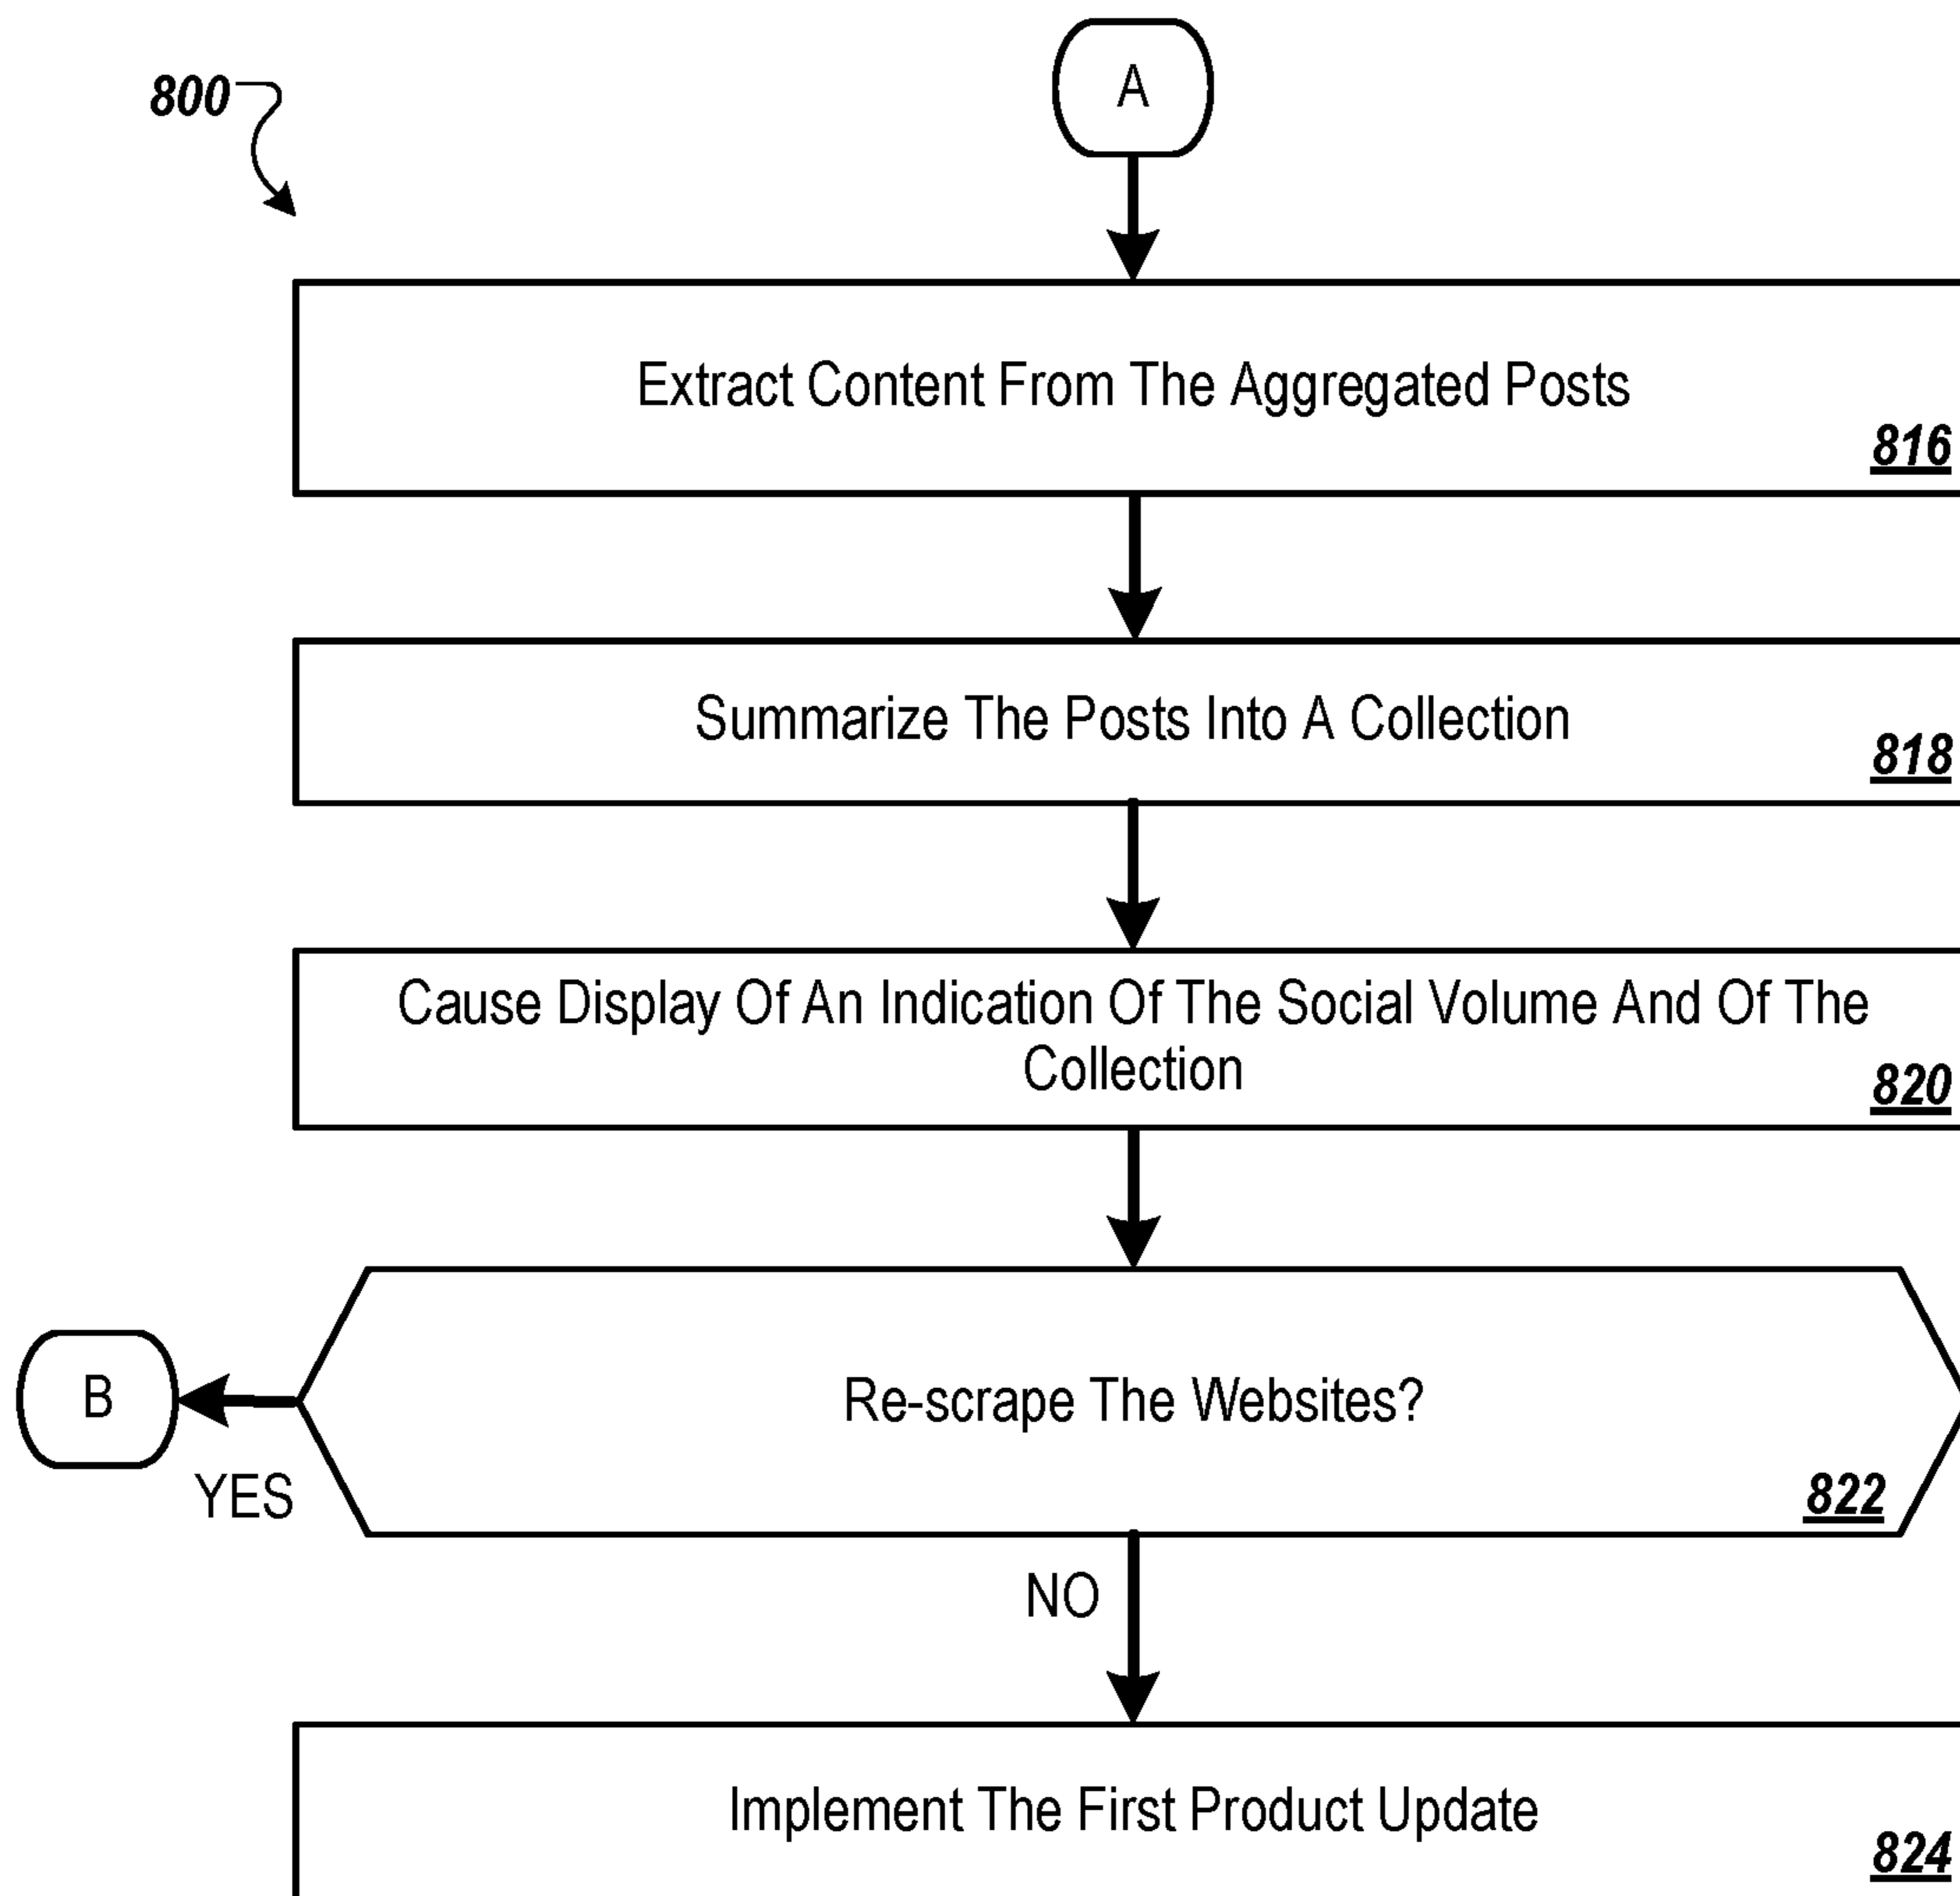 800
A
Extract Content From The Aggregated Posts
816
Summarize The Posts Into A Collection
818
Cause Display Of An Indication Of The Social Volume And Of The
Collection
820
B
YES
Re-scrape The Websites?
822
NO
Implement The First Product Update
824